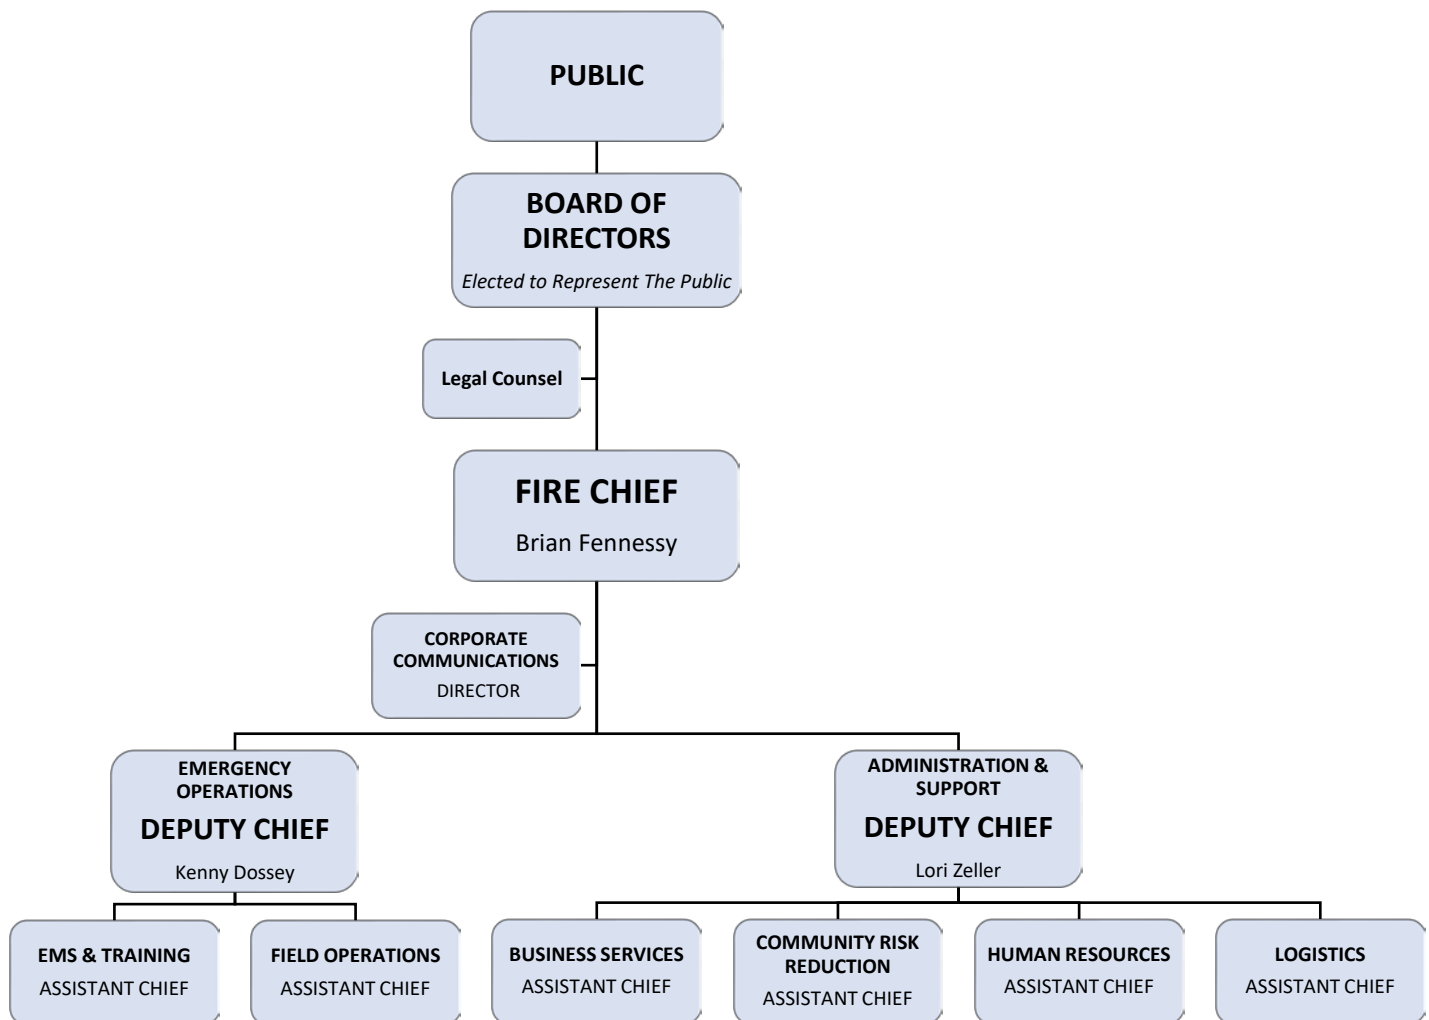 PUBLIC
BOARD OF
DIRECTORS
Elected to Represent The Public
Legal Counsel
FIRE CHIEF
Brian Fennessy
CORPORATE
COMMUNICATIONS
DIRECTOR
EMERGENCY
OPERATIONS
DEPUTY CHIEF
Kenny Dossey
ADMINISTRATION &
SUPPORT
DEPUTY CHIEF
Lori Zeller
EMS & TRAINING
ASSISTANT CHIEF
FIELD OPERATIONS
ASSISTANT CHIEF
BUSINESS SERVICES
ASSISTANT CHIEF
COMMUNITY RISK
REDUCTION
ASSISTANT CHIEF
HUMAN RESOURCES
ASSISTANT CHIEF
LOGISTICS
ASSISTANT CHIEF